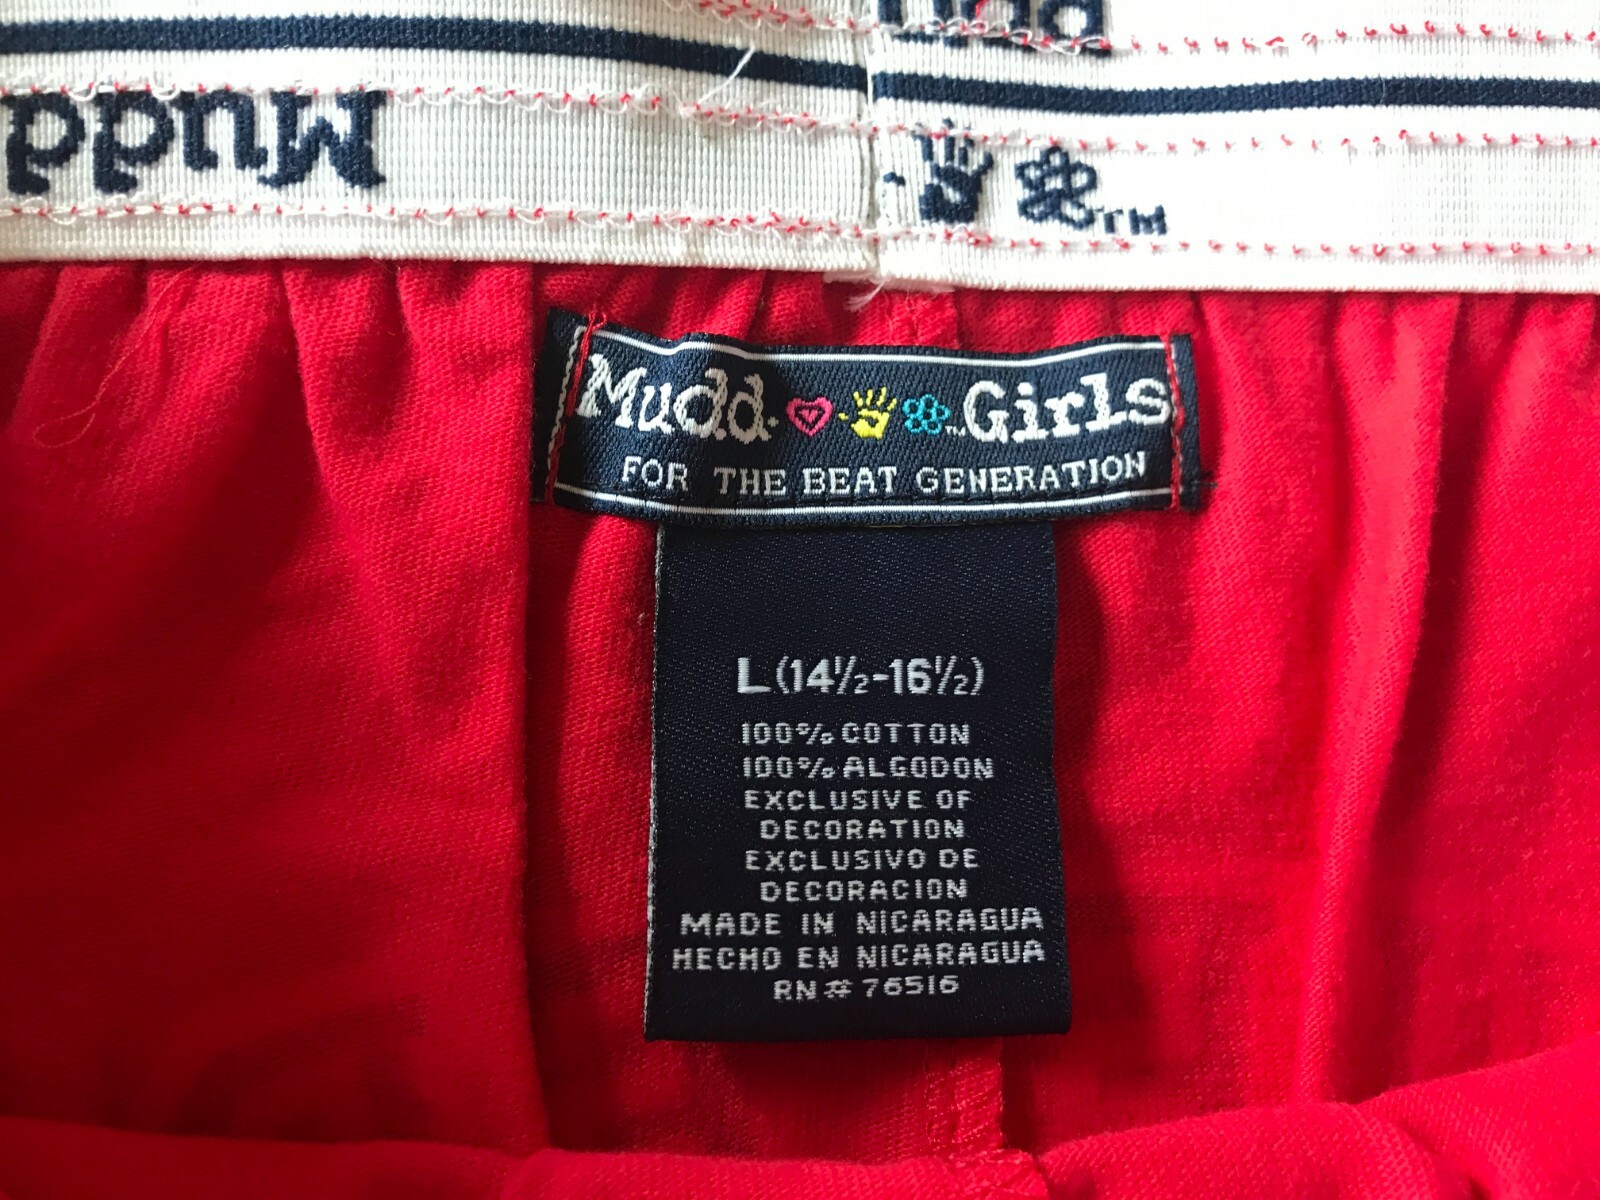 Mudd
TM
Mudd Girls
FOR THE BEAT GENERATION
L (14½-16½)
100% COTTON
100% ALGODON
EXCLUSIVE OF
DECORATION
EXCLUSIVO DE
DECORACION
MADE IN NICARAGUA
HECHO EN NICARAGUA
RN # 76516